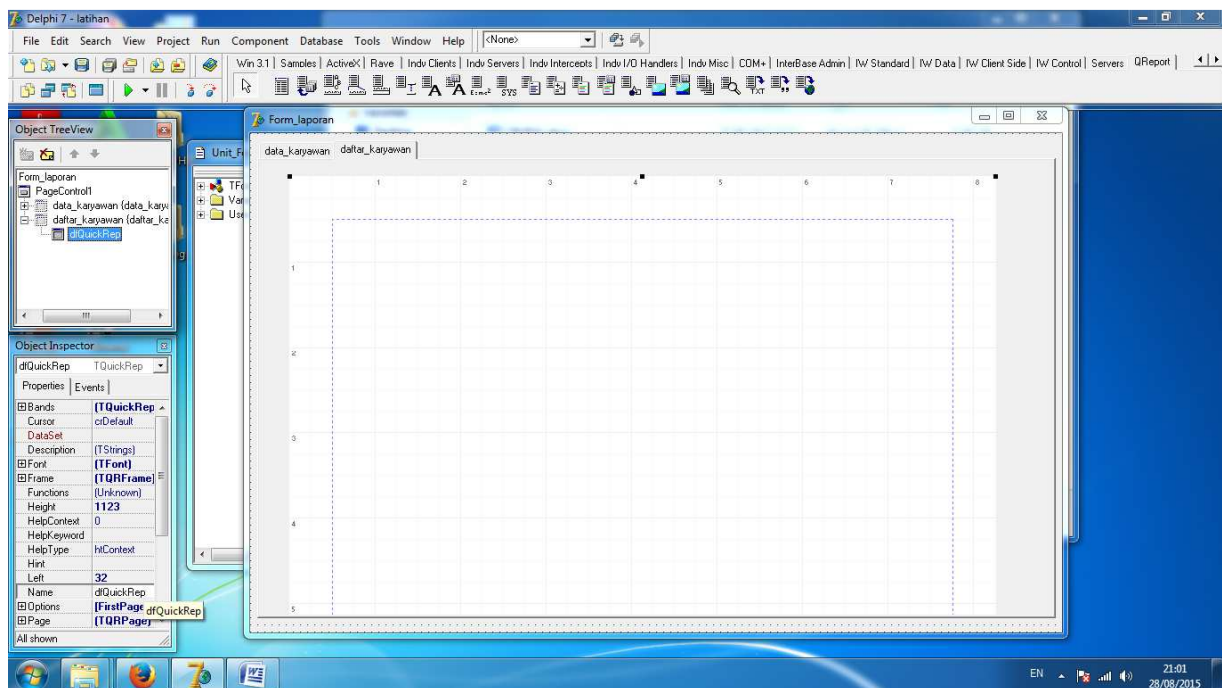 Delphi 7 - latihan
File Edit Search View Project Run Component Database Tools Window Help <None>
Win 3.1 | Samples | ActiveX | Rave | Indy Clients | Indy Servers | Indy Intercepts | Indy I/O Handlers | Indy Misc | COM+ | InterBase Admin | IW Standard | IW Data | IW Client Side | IW Control | Servers QReport
Object TreeView
Form_laporan
PageControl1
data_karyawan (data_karya
daftar_karyawan (daftar_ka
dfQuickRep
Unit_F
TFo
Var
Use
Form_laporan
data_karyawan daftar_karyawan
1 2 3 4 5 6 7 8
1
2
3
4
5
Object Inspector
dfQuickRep TQuickRep
Properties Events
Bands (TQuickRep
Cursor crDefault
DataSet
Description (TStrings)
Font (TFont)
Frame (TQRFrame)
Functions (Unknown)
Height 1123
HelpContext 0
HelpKeyword
HelpType htContext
Hint
Left 32
Name dfQuickRep
Options [FirstPage
dfQuickRep
Page (TQRPage)
All shown
EN 21:01
28/08/2015